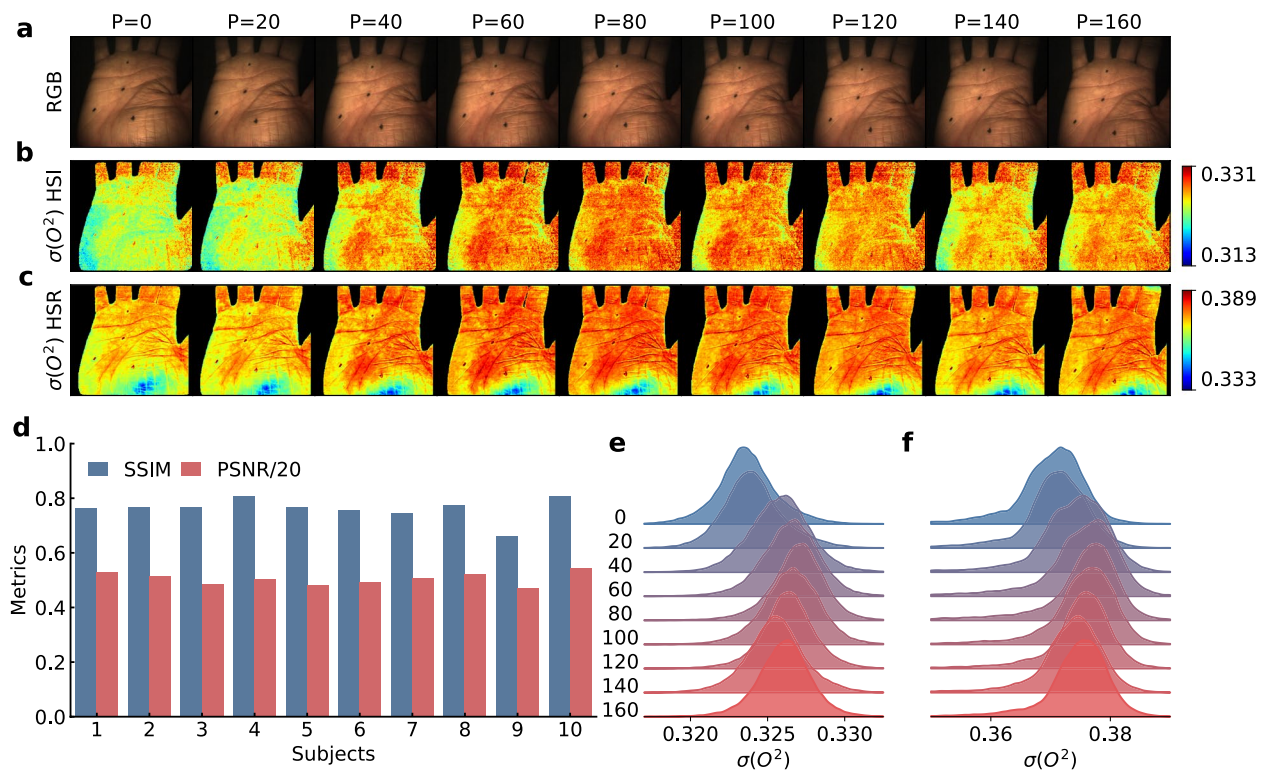 a
P=0 P=20 P=40 P=60 P=80 P=100 P=120 P=140 P=160
RGB
b
σ(O²) HSI
0.331
0.313
c
σ(O²) HSR
0.389
0.333
d
1.0
0.8
0.6
0.4
0.2
0.0
Metrics
SSIM PSNR/20
1 2 3 4 5 6 7 8 9 10
Subjects
e
0
20
40
60
80
100
120
140
160
0.320 0.325 0.330
σ(O²)
f
0.36 0.38
σ(O²)